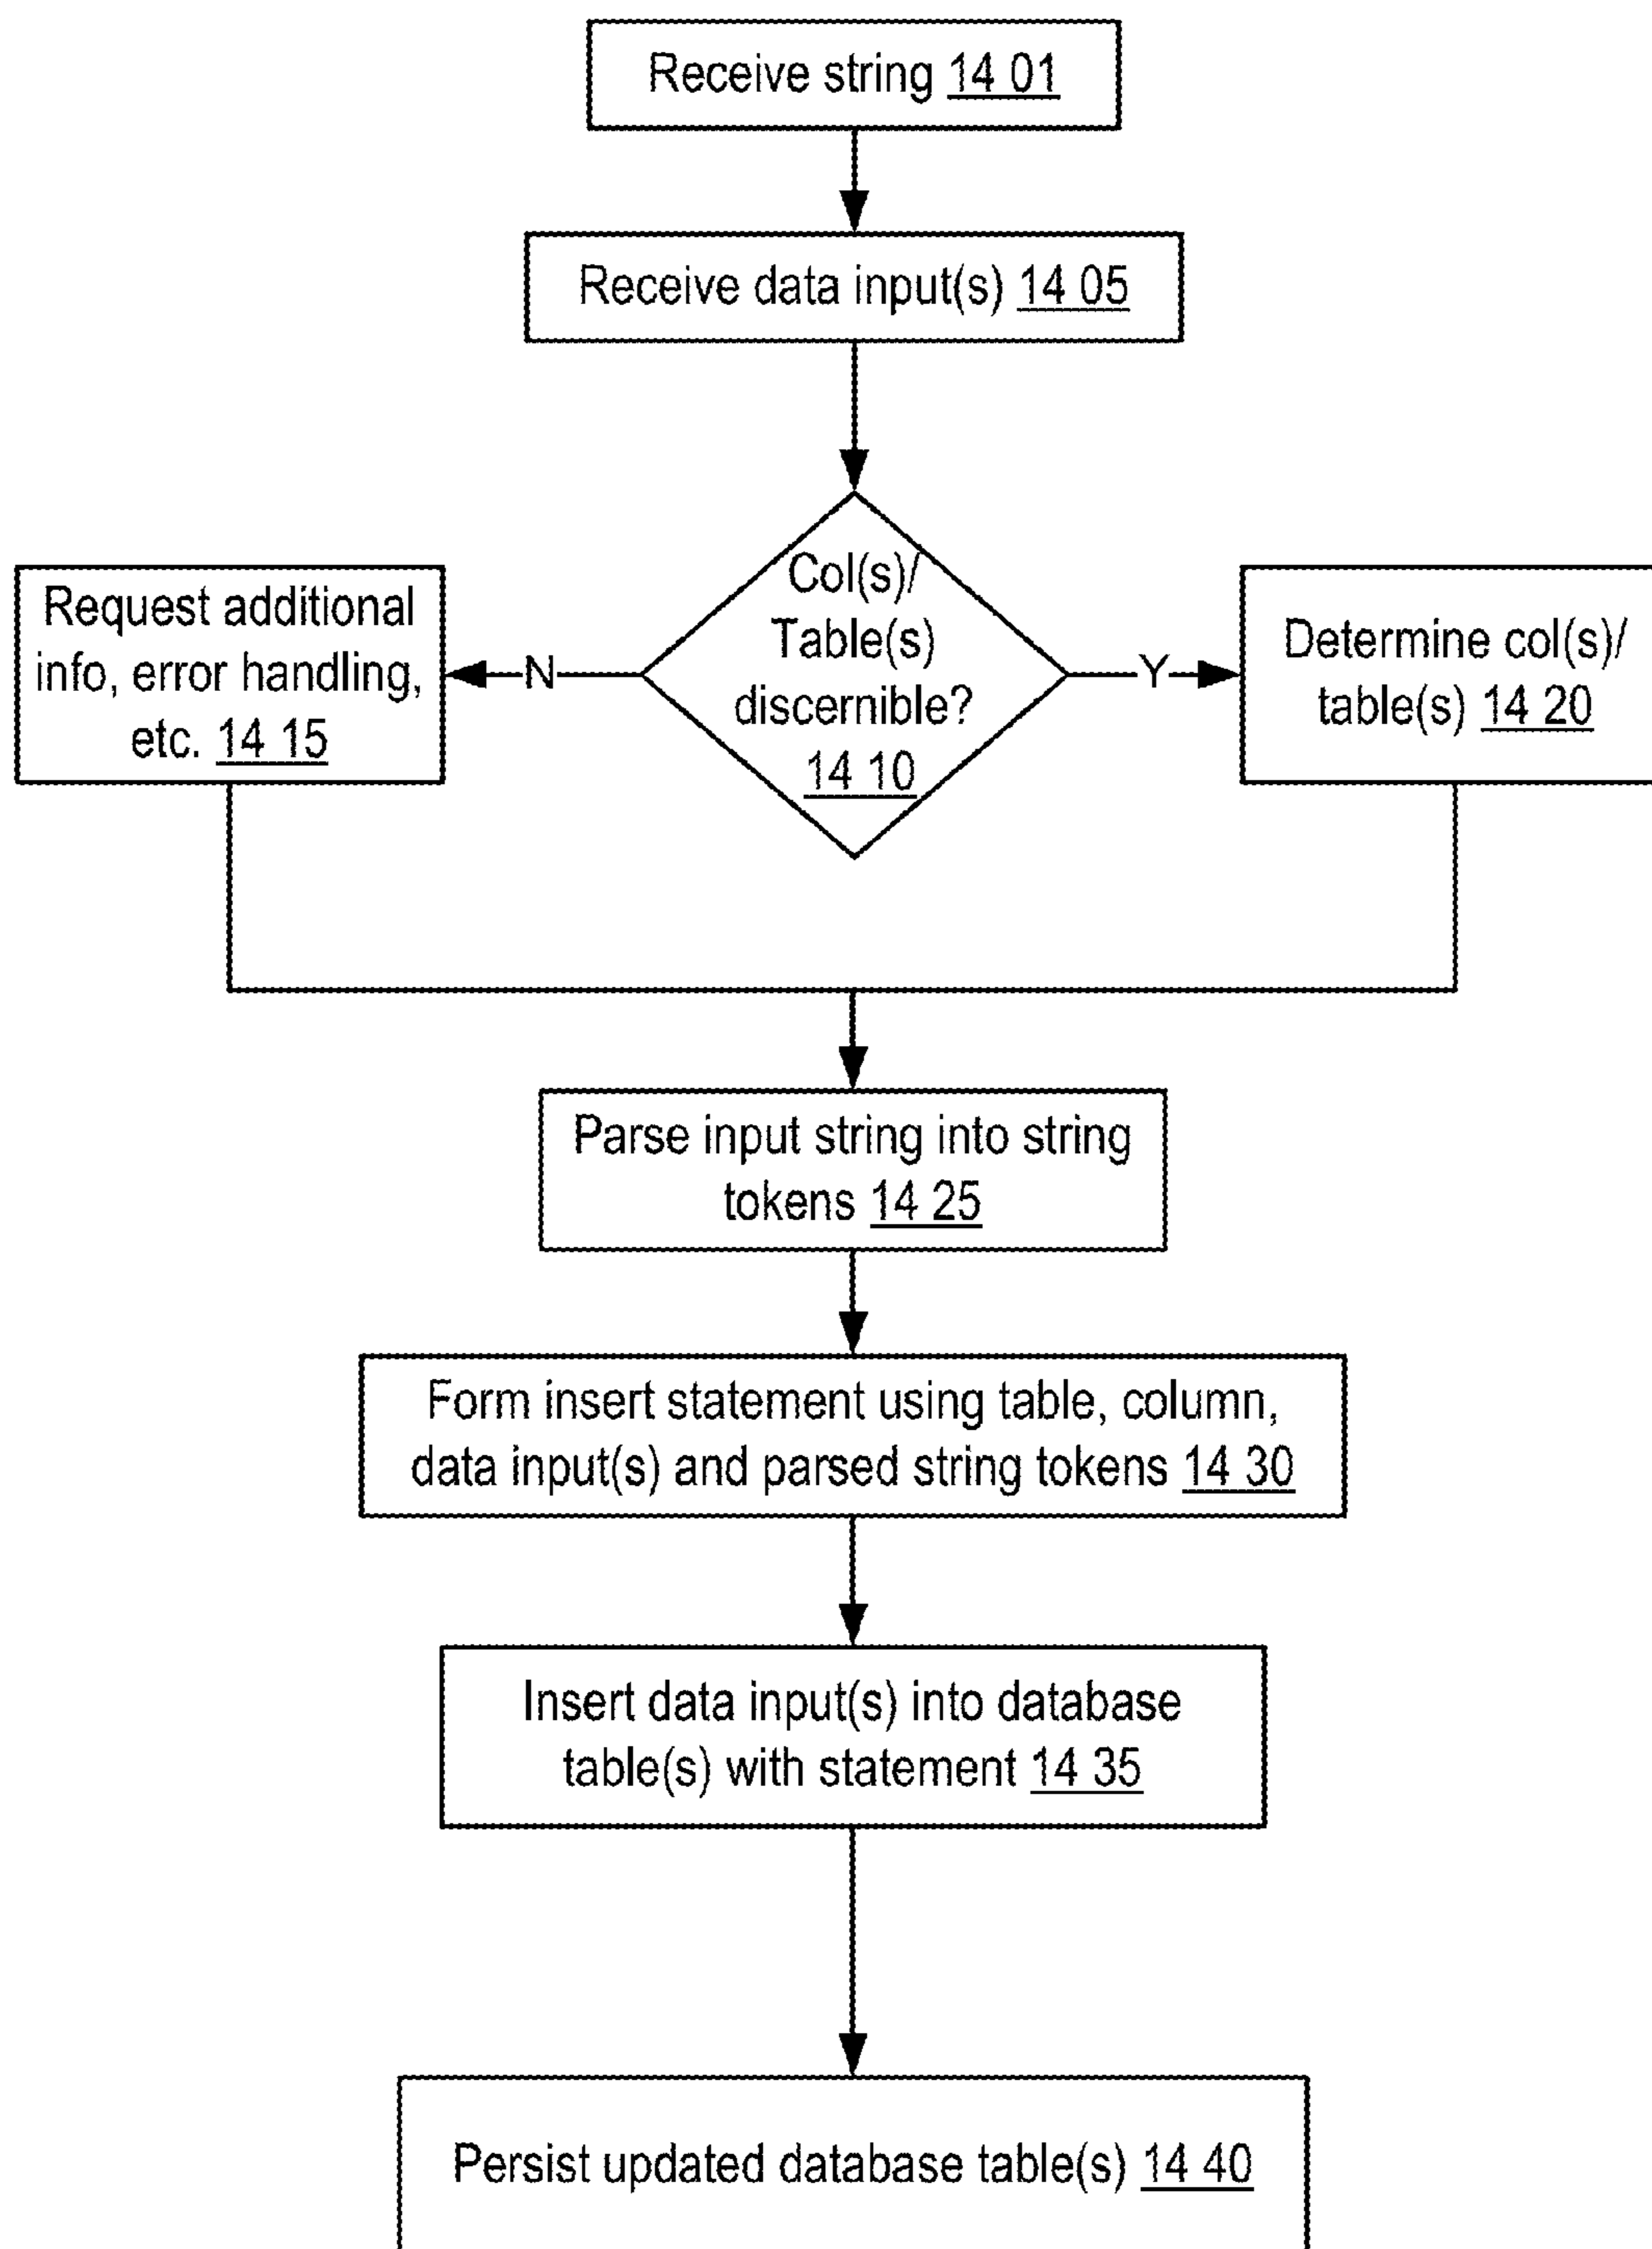 Receive string 14 01
Receive data input(s) 14 05
Col(s)/
Table(s)
discernible?
14 10
N
Y
Request additional
info, error handling,
etc. 14 15
Determine col(s)/
table(s) 14 20
Parse input string into string
tokens 14 25
Form insert statement using table, column,
data input(s) and parsed string tokens 14 30
Insert data input(s) into database
table(s) with statement 14 35
Persist updated database table(s) 14 40